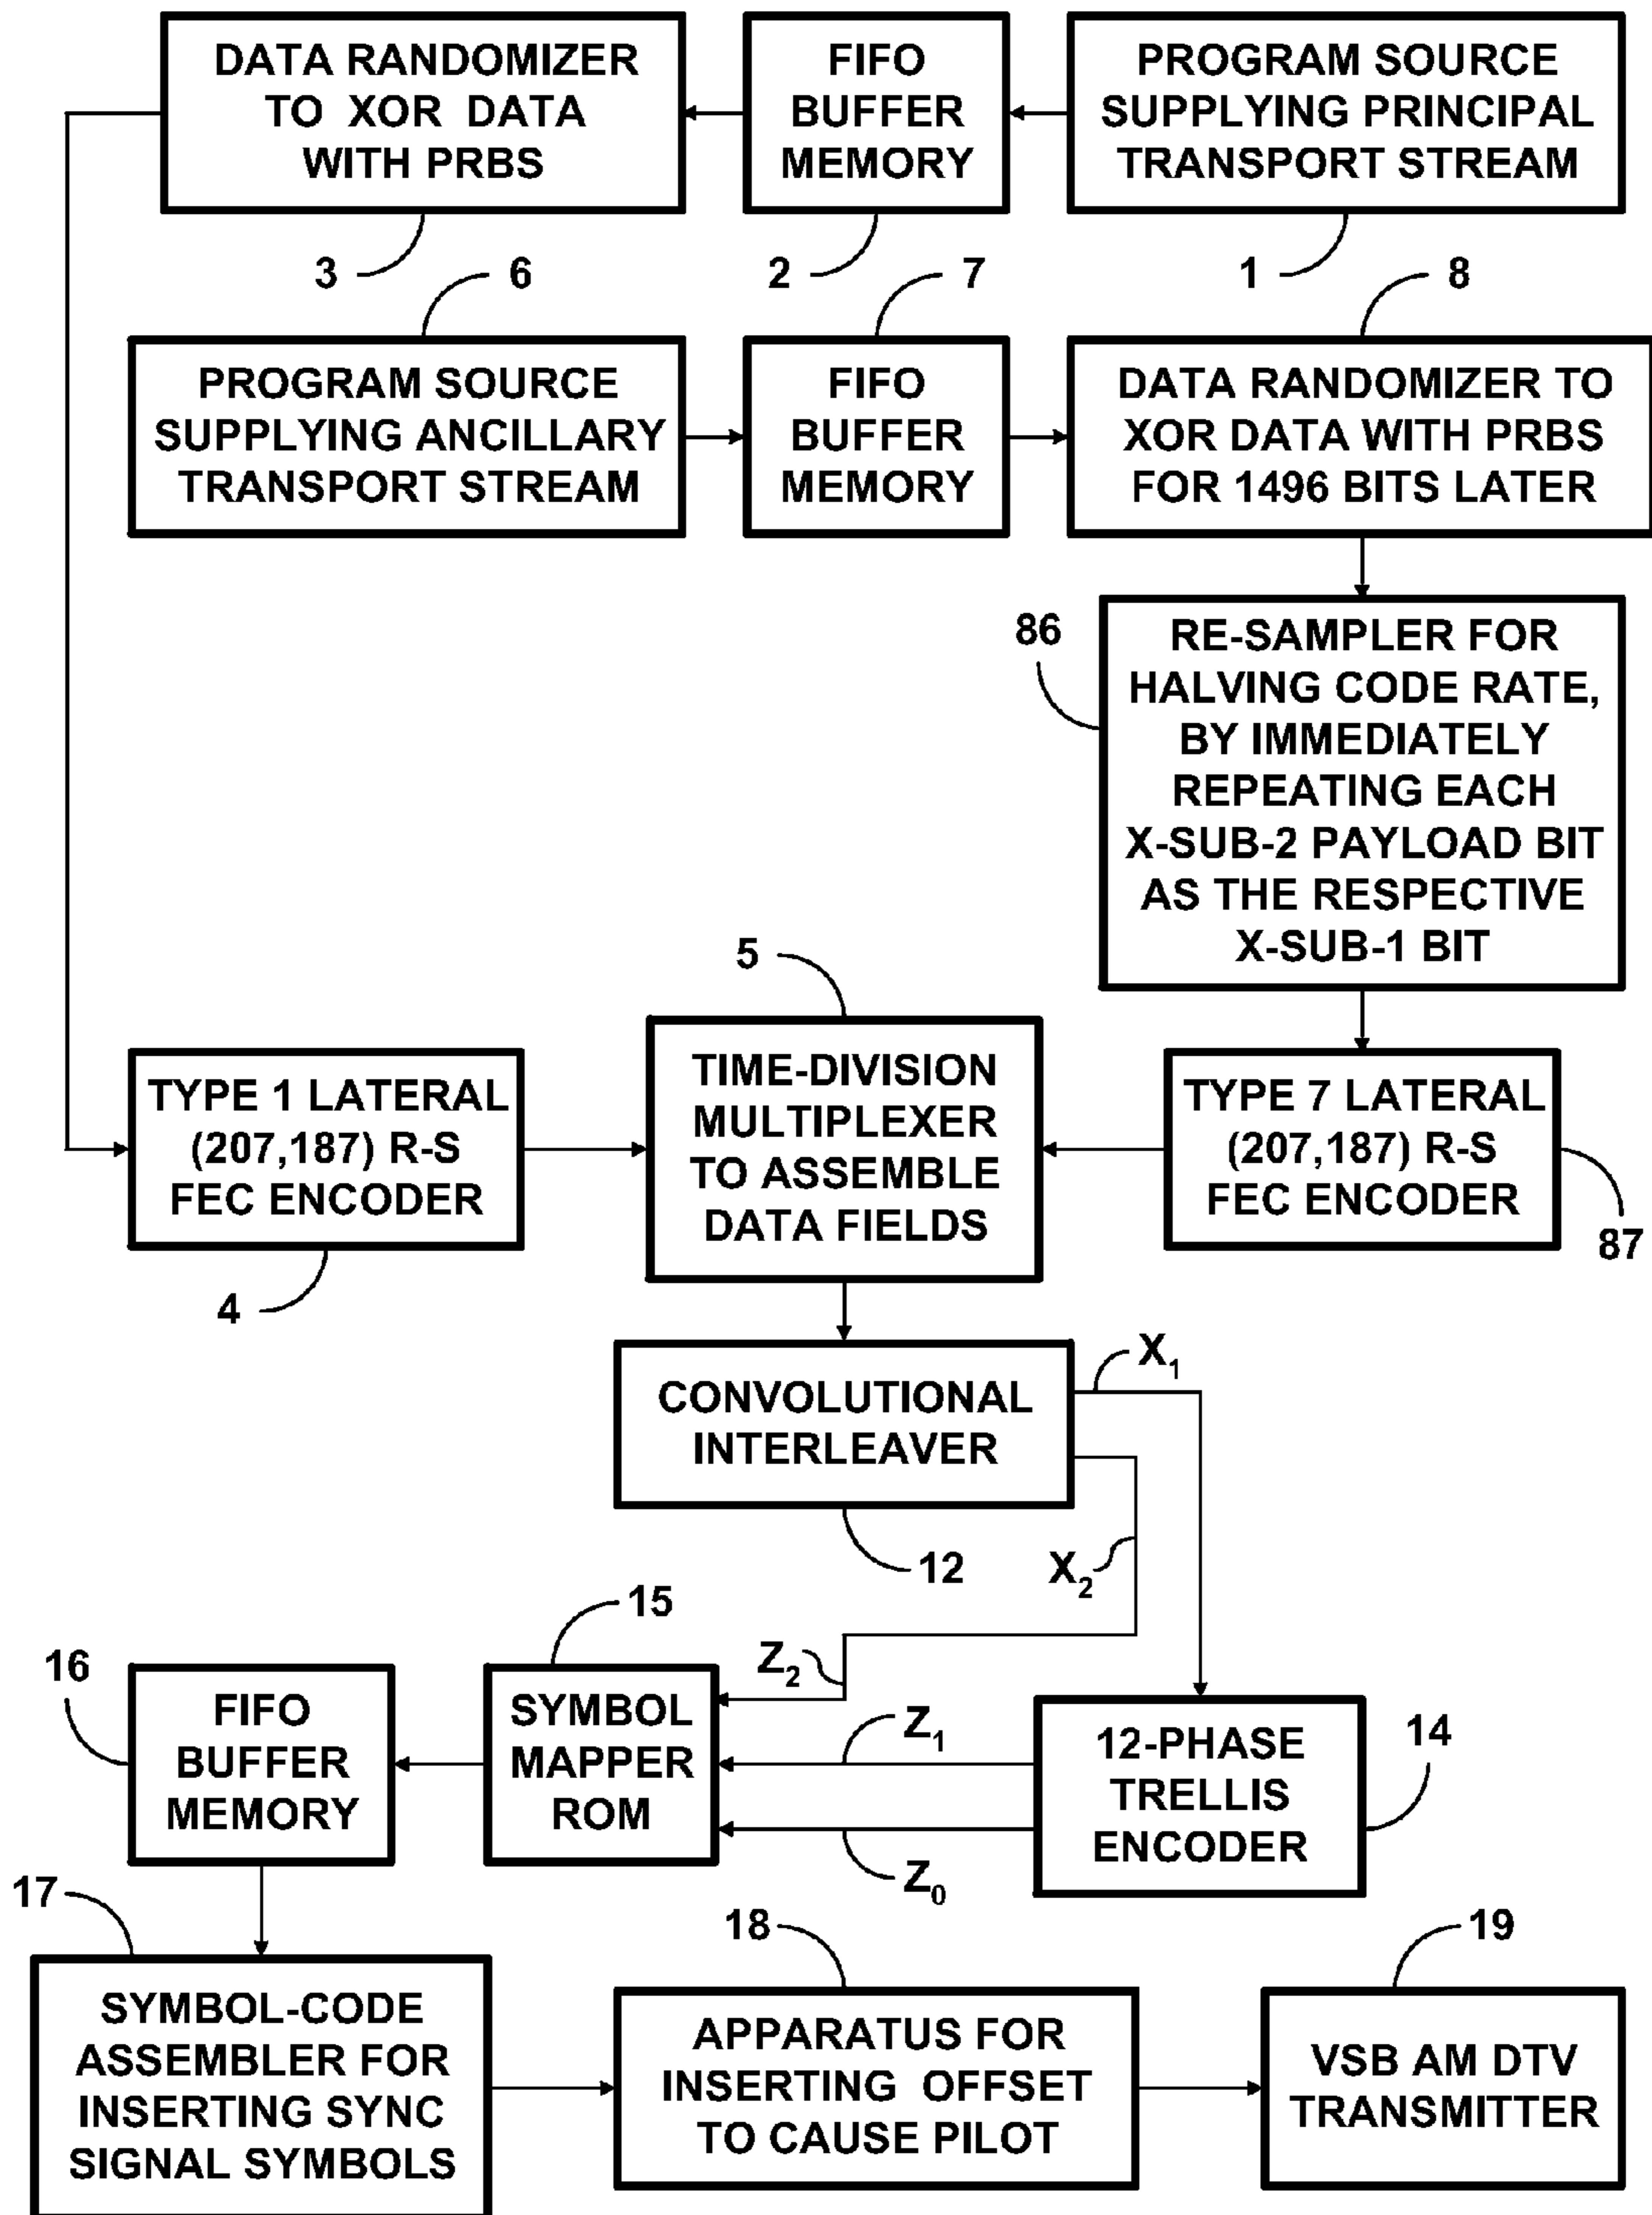 DATA RANDOMIZER
TO XOR DATA
WITH PRBS
FIFO
BUFFER
MEMORY
PROGRAM SOURCE
SUPPLYING PRINCIPAL
TRANSPORT STREAM
3
2
1
6
7
8
PROGRAM SOURCE
SUPPLYING ANCILLARY
TRANSPORT STREAM
FIFO
BUFFER
MEMORY
DATA RANDOMIZER TO
XOR DATA WITH PRBS
FOR 1496 BITS LATER
86
RE-SAMPLER FOR
HALVING CODE RATE,
BY IMMEDIATELY
REPEATING EACH
X-SUB-2 PAYLOAD BIT
AS THE RESPECTIVE
X-SUB-1 BIT
5
TYPE 1 LATERAL
(207,187) R-S
FEC ENCODER
4
TIME-DIVISION
MULTIPLEXER
TO ASSEMBLE
DATA FIELDS
TYPE 7 LATERAL
(207,187) R-S
FEC ENCODER
87
CONVOLUTIONAL
INTERLEAVER
12
X₁
X₂
15
16
FIFO
BUFFER
MEMORY
SYMBOL
MAPPER
ROM
Z₂
Z₁
Z₀
12-PHASE
TRELLIS
ENCODER
14
17
18
19
SYMBOL-CODE
ASSEMBLER FOR
INSERTING SYNC
SIGNAL SYMBOLS
APPARATUS FOR
INSERTING OFFSET
TO CAUSE PILOT
VSB AM DTV
TRANSMITTER